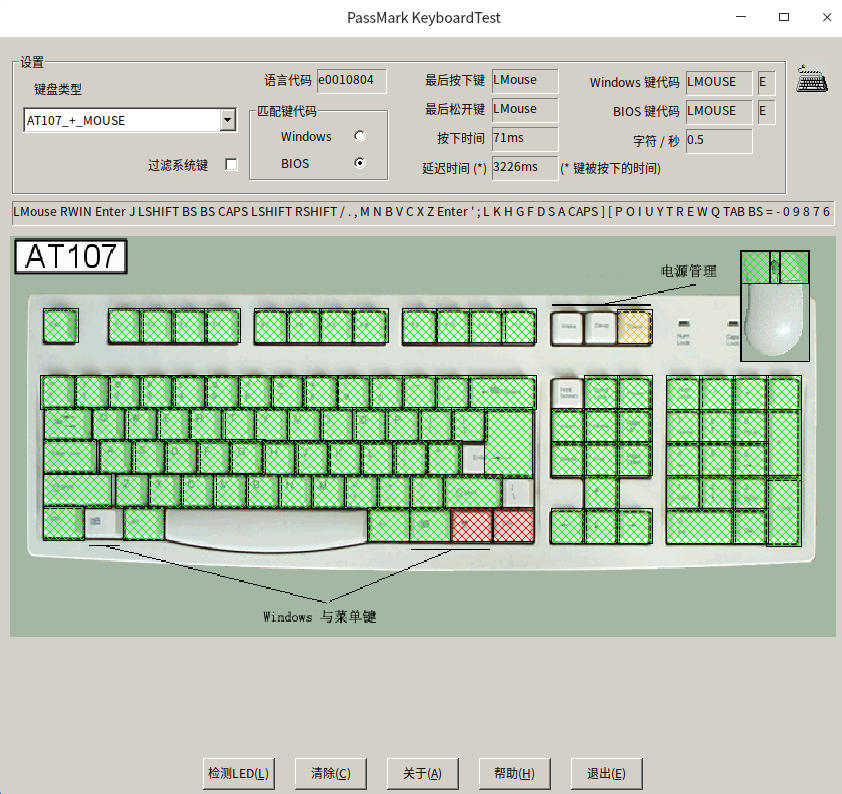 PassMark KeyboardTest
设置
键盘类型
AT107_+_MOUSE
过滤系统键
语言代码 e0010804
匹配键代码
Windows
BIOS
最后按下键 LMouse
最后松开键 LMouse
按下时间 71ms
延迟时间 (*) 3226ms (* 键被按下的时间)
Windows 键代码 LMOUSE E
BIOS 键代码 LMOUSE E
字符 / 秒 0.5
LMouse RWIN Enter J LSHIFT BS BS CAPS LSHIFT RSHIFT / . , M N B V C X Z Enter ' ; L K H G F D S A CAPS ] [ P O I U Y T R E W Q TAB BS = - 0 9 8 7 6
AT107
电源管理
Num Lock
Print Screen
Windows 与菜单键
检测LED(L)
清除(C)
关于(A)
帮助(H)
退出(E)